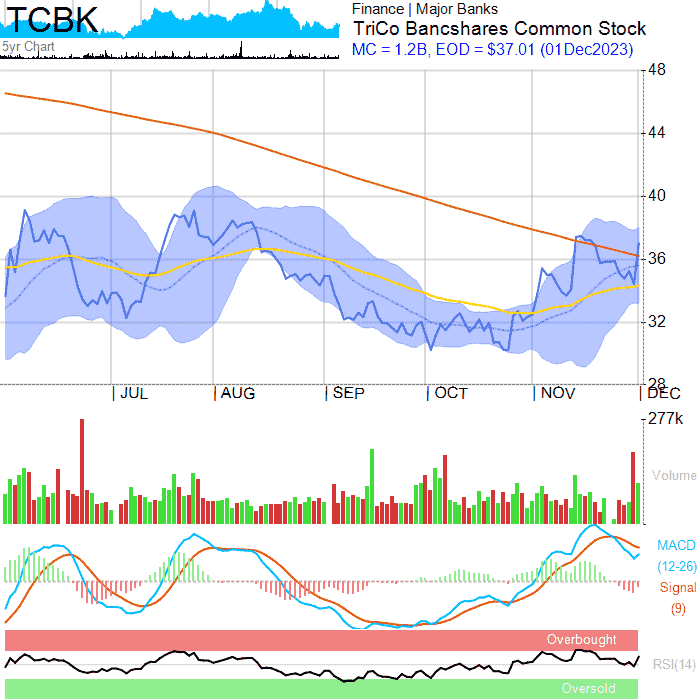 TCBK
5yr Chart
Finance | Major Banks
TriCo Bancshares Common Stock
MC = 1.2B, EOD = $37.01 (01Dec2023)
48
44
40
36
32
28
| JUL | AUG | SEP | OCT | NOV | DEC
277k
Volume
MACD
(12-26)
Signal
(9)
Overbought
RSI(14)
Oversold